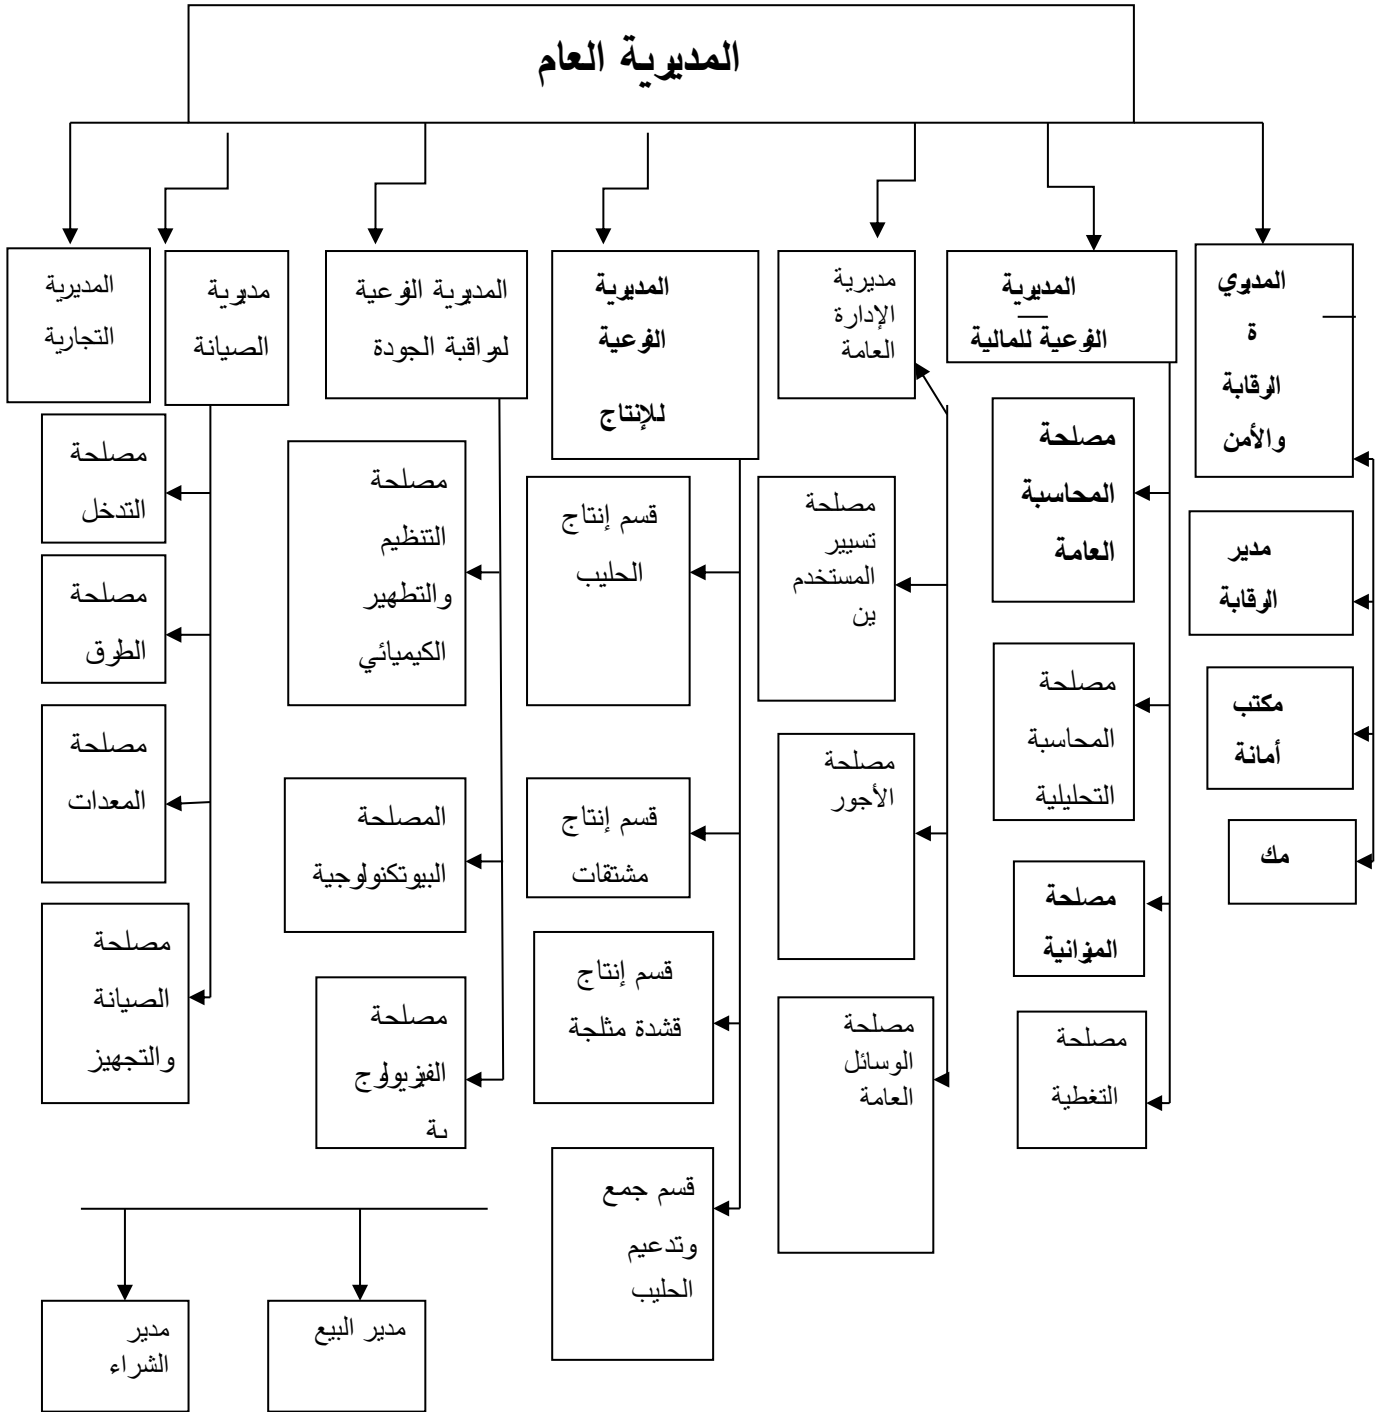 المديرية العام
المديري
ة
الرقابة
والأمن
المديرية
الفرعية للمالية
مديرية
الإدارة
العامة
المديرية
الفرعية
للإنتاج
المديرية الفرعية
لمراقبة الجودة
مديرية
الصيانة
المديرية
التجارية
مدير
الرقابة
مكتب
أمانة
مك
مصلحة
المحاسبة
العامة
مصلحة
المحاسبة
التحليلية
مصلحة
الميزانية
مصلحة
التغطية
مصلحة
تسيير
المستخدم
ين
مصلحة
الأجور
مصلحة
الوسائل
العامة
قسم إنتاج
الحليب
قسم إنتاج
مشتقات
قسم إنتاج
قشدة مثلجة
قسم جمع
وتدعيم
الحليب
مصلحة
التنظيم
والتطهير
الكيميائي
المصلحة
البيوتكنولوجية
مصلحة
الفيزيولوج
ية
مصلحة
التدخل
مصلحة
الطرق
مصلحة
المعدات
مصلحة
الصيانة
والتجهيز
مدير البيع
مدير
الشراء